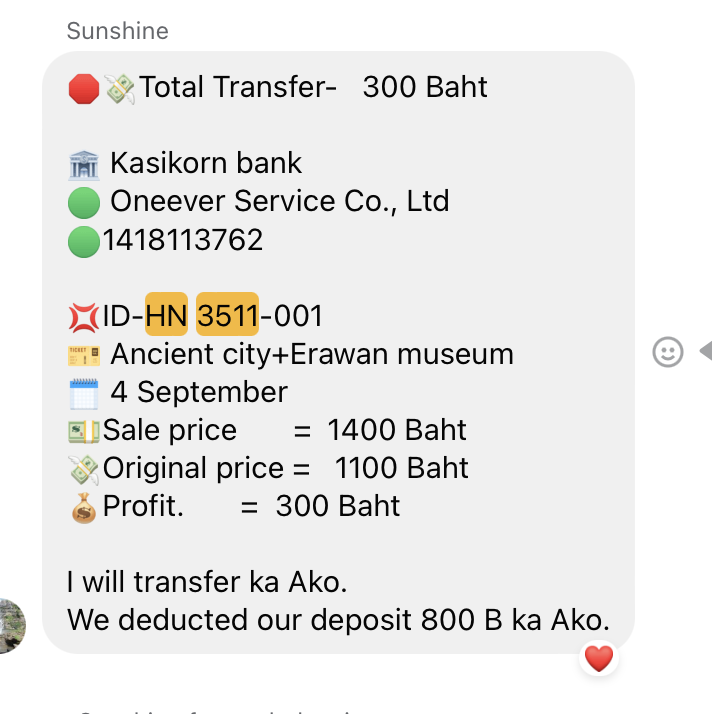 Sunshine
🛑💸Total Transfer- 300 Baht
🏦 Kasikorn bank
🟢 Oneever Service Co., Ltd
🟢1418113762
💢ID-HN 3511-001
🎫 Ancient city+Erawan museum
🗓️ 4 September
💵Sale price = 1400 Baht
💸Original price = 1100 Baht
💰Profit. = 300 Baht
I will transfer ka Ako.
We deducted our deposit 800 B ka Ako.